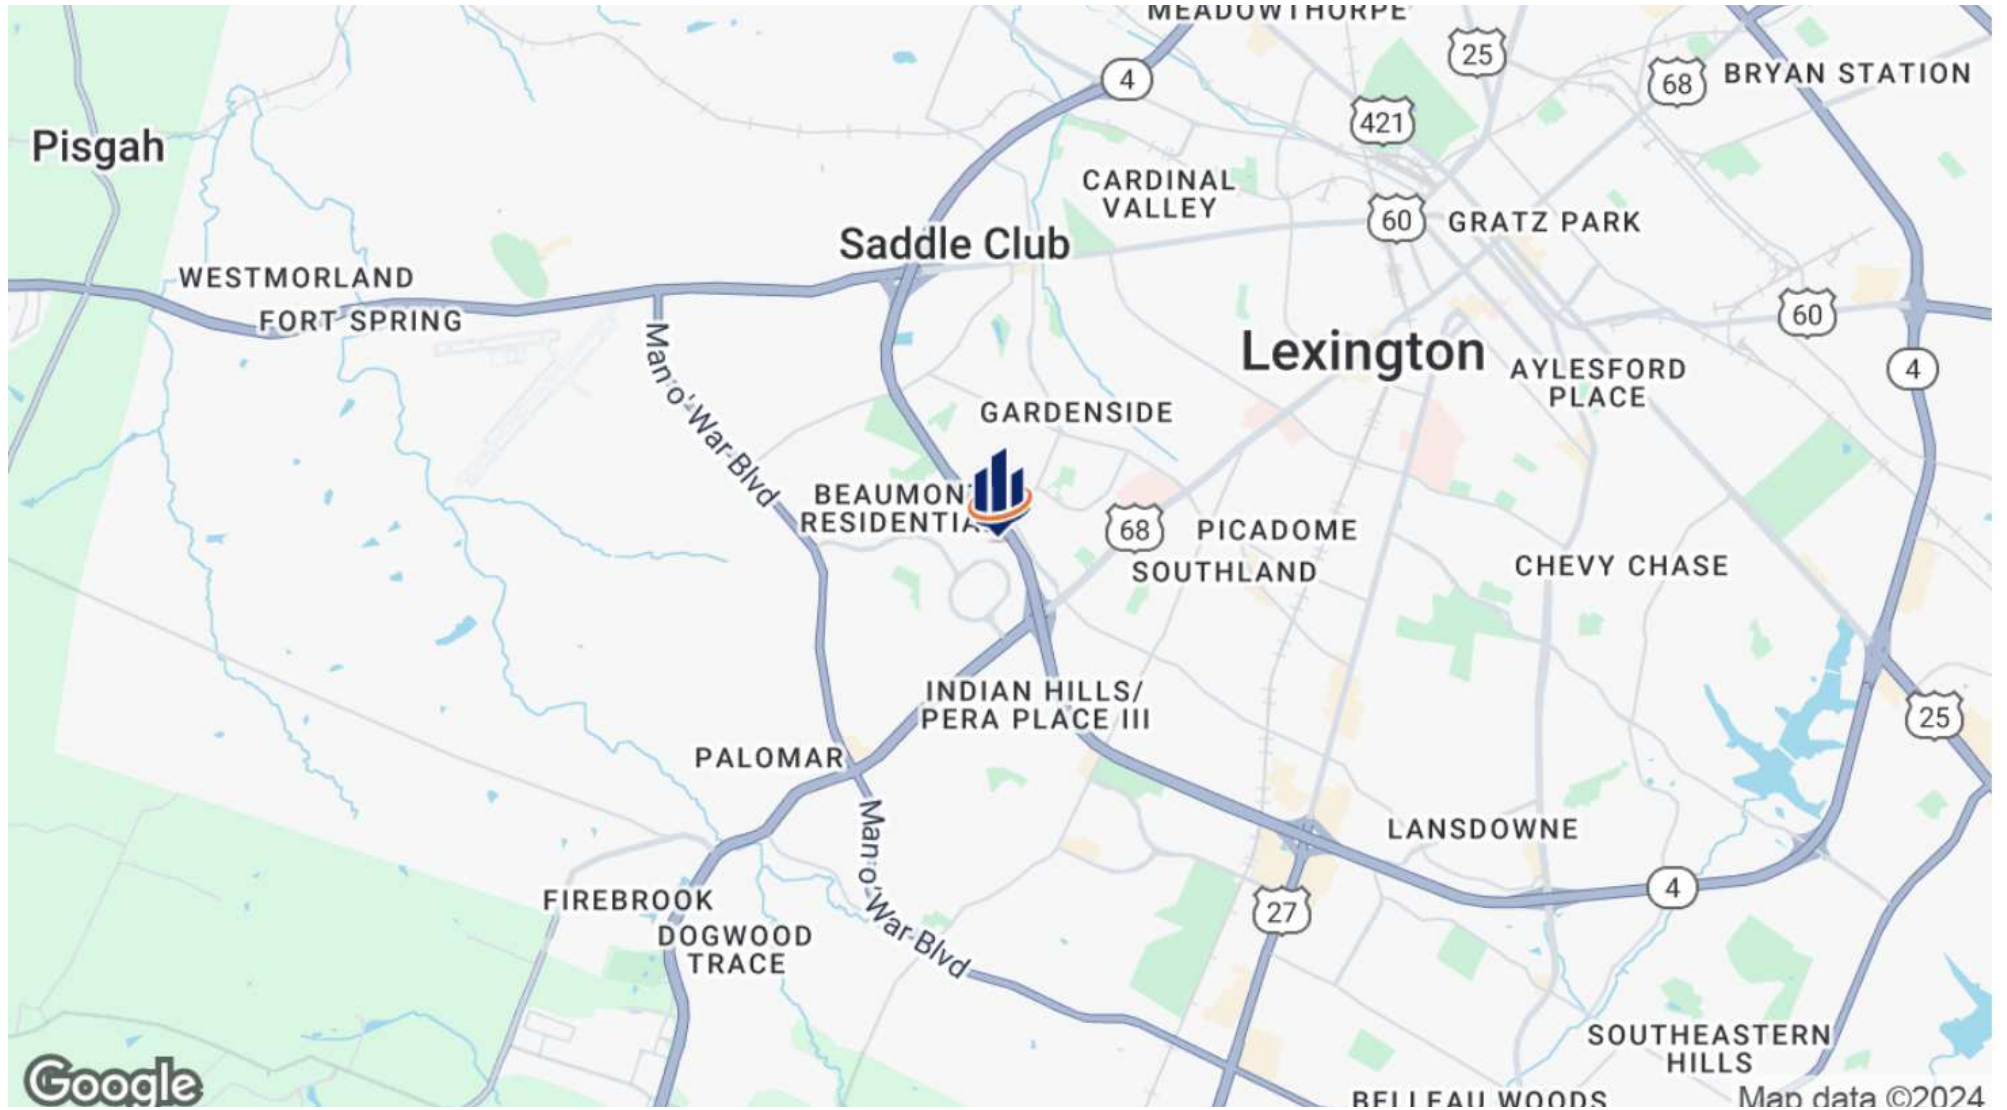 MEADOWTHORPE
4
25
68
BRYAN STATION
421
Pisgah
CARDINAL
VALLEY
60
GRATZ PARK
Saddle Club
WESTMORLAND
FORT SPRING
60
Man o' War Blvd
Lexington
AYLESFORD
PLACE
4
GARDENSIDE
BEAUMONT
RESIDENTIA
68
PICADOME
SOUTHLAND
CHEVY CHASE
INDIAN HILLS/
PERA PLACE III
25
PALOMAR
Man o' War Blvd
LANSDOWNE
4
FIREBROOK
27
DOGWOOD
TRACE
SOUTHEASTERN
HILLS
Google
BELLEAU WOODS
Map data ©2024